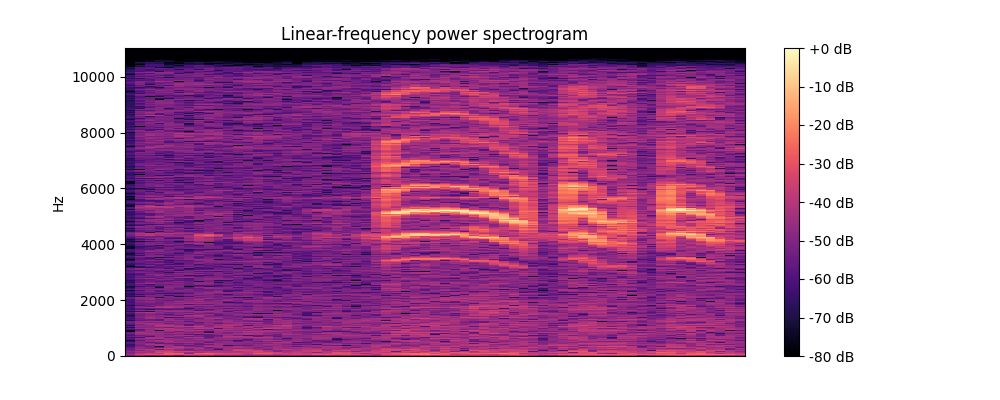 Linear-frequency power spectrogram
Hz
10000
8000
6000
4000
2000
0
+0 dB
-10 dB
-20 dB
-30 dB
-40 dB
-50 dB
-60 dB
-70 dB
-80 dB